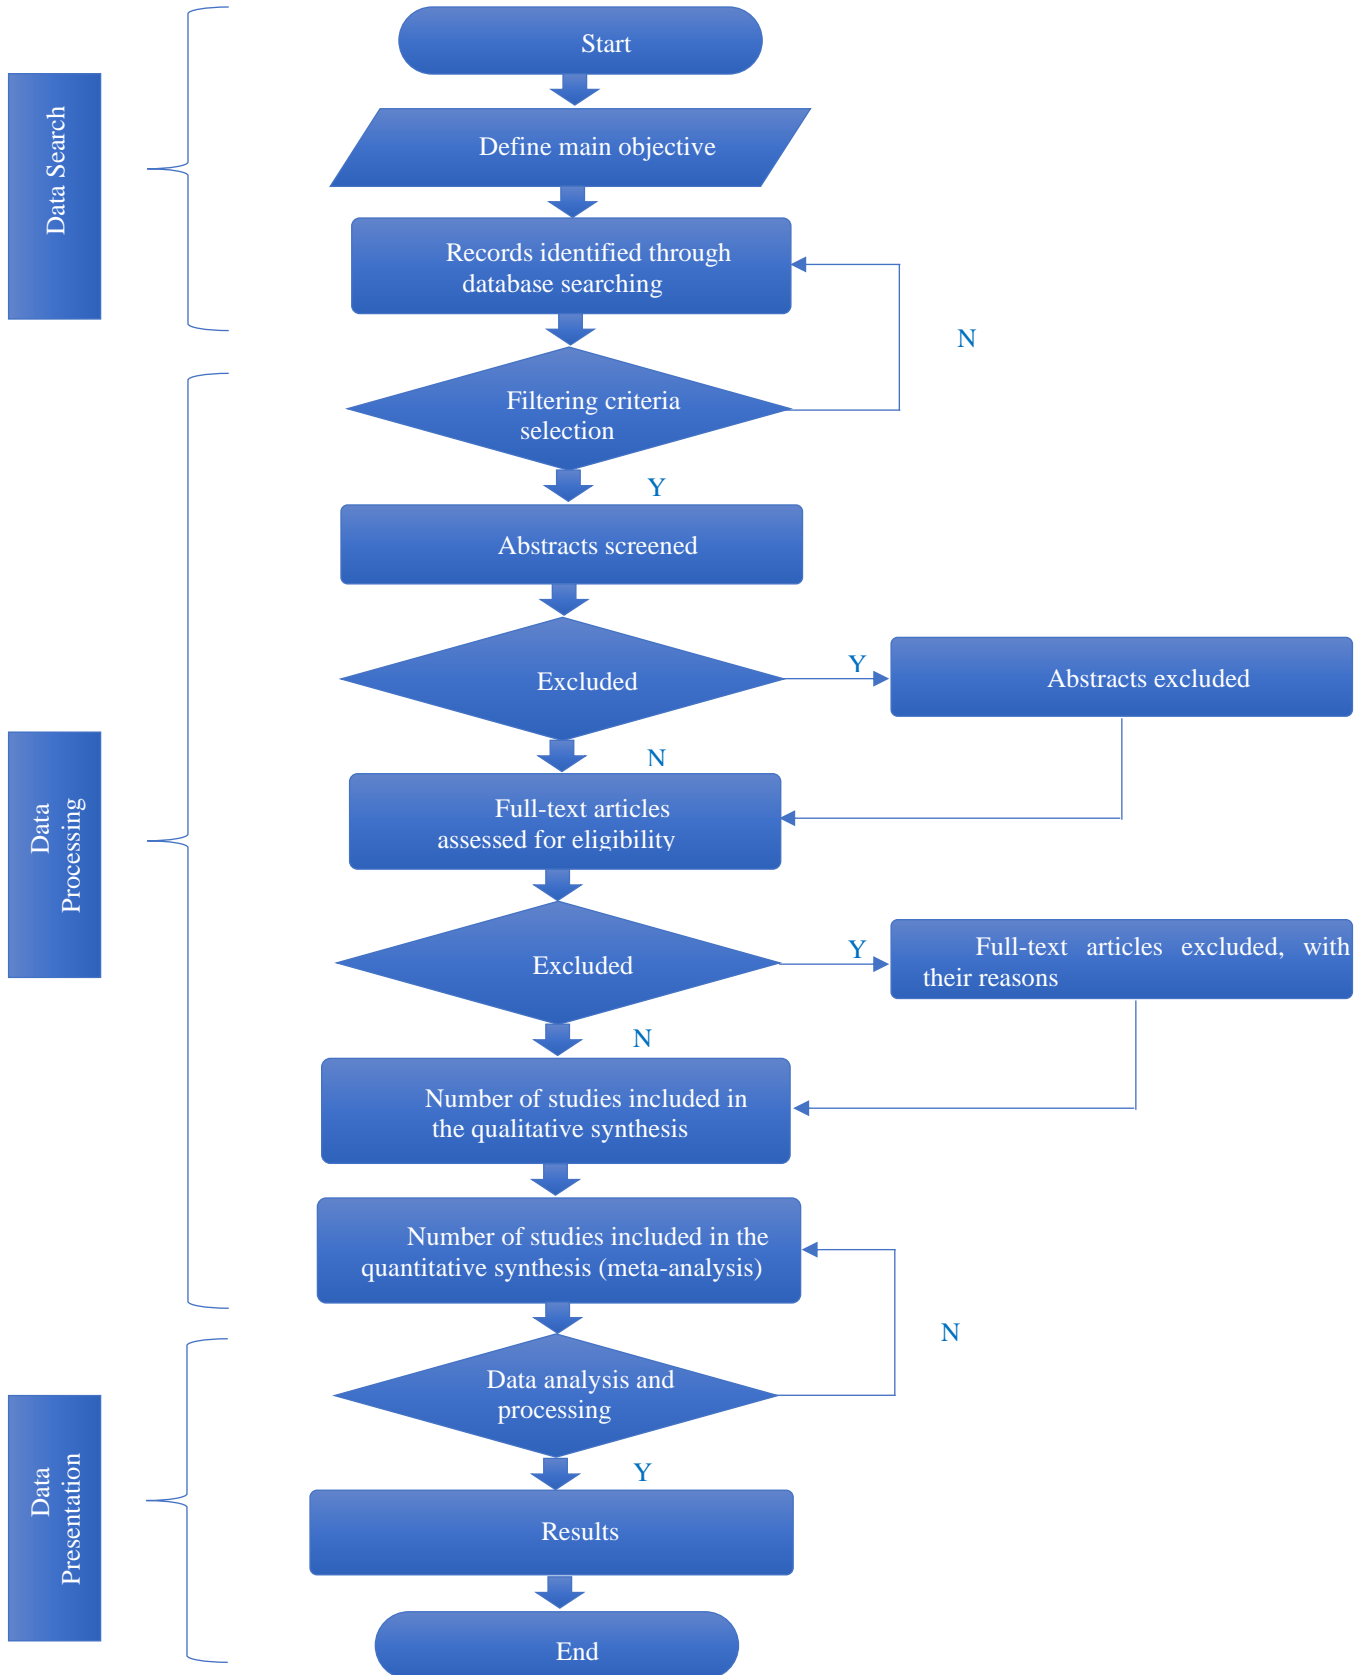 Data Search
Start
Define main objective
Records identified through
database searching
N
Filtering criteria
selection
Y
Abstracts screened
Data
Processing
Excluded
Y
Abstracts excluded
N
Full-text articles
assessed for eligibility
Excluded
Y
Full-text articles excluded, with
their reasons
N
Number of studies included in
the qualitative synthesis
Number of studies included in the
quantitative synthesis (meta-analysis)
N
Data
Presentation
Data analysis and
processing
Y
Results
End